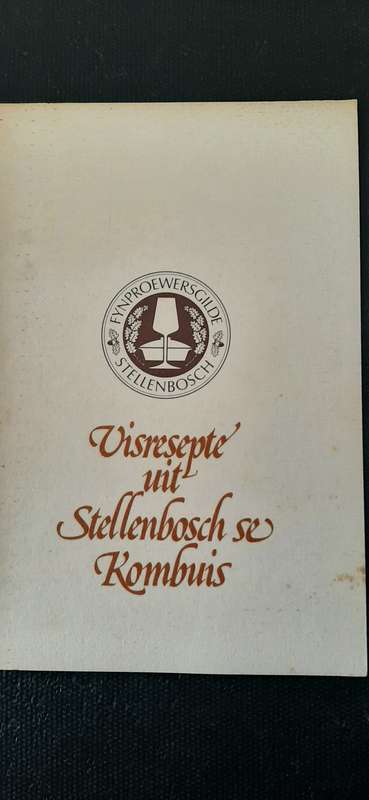 FYNPROEWERSGILDE
STELLENBOSCH
Visresepte
uit
Stellenbosch se
Kombuis